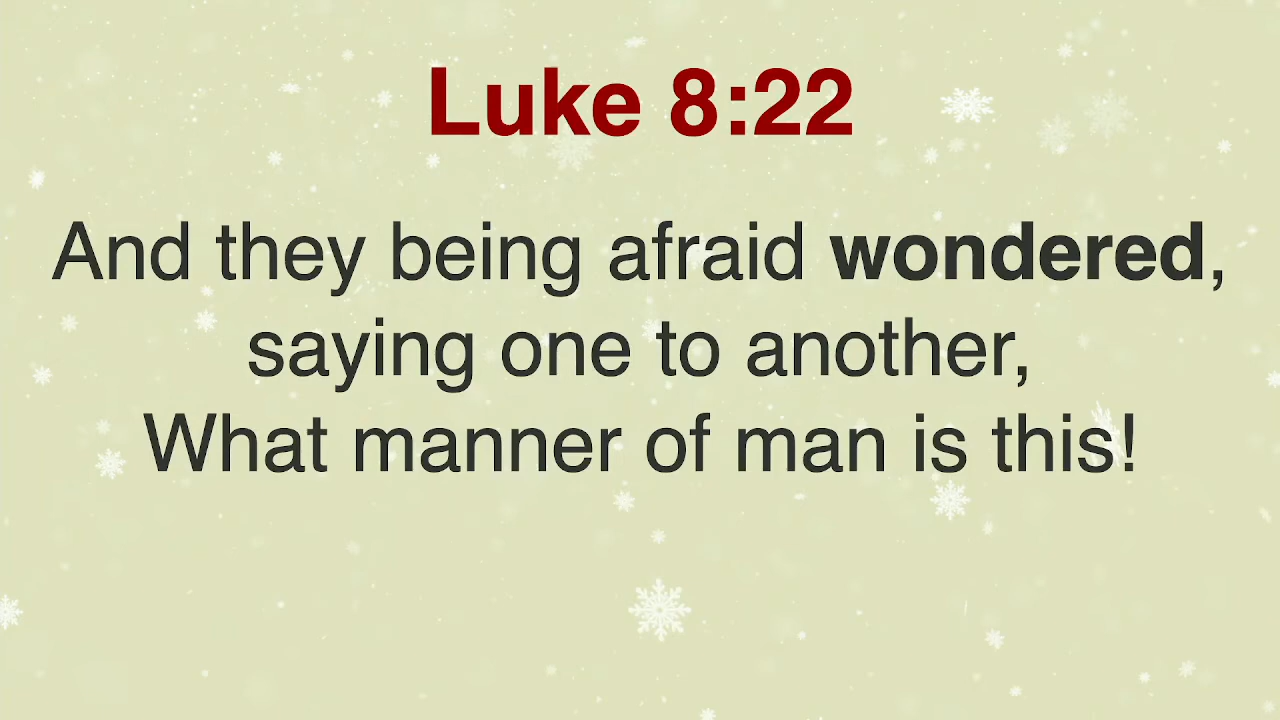 Luke 8:22
And they being afraid wondered,
saying one to another,
What manner of man is this!